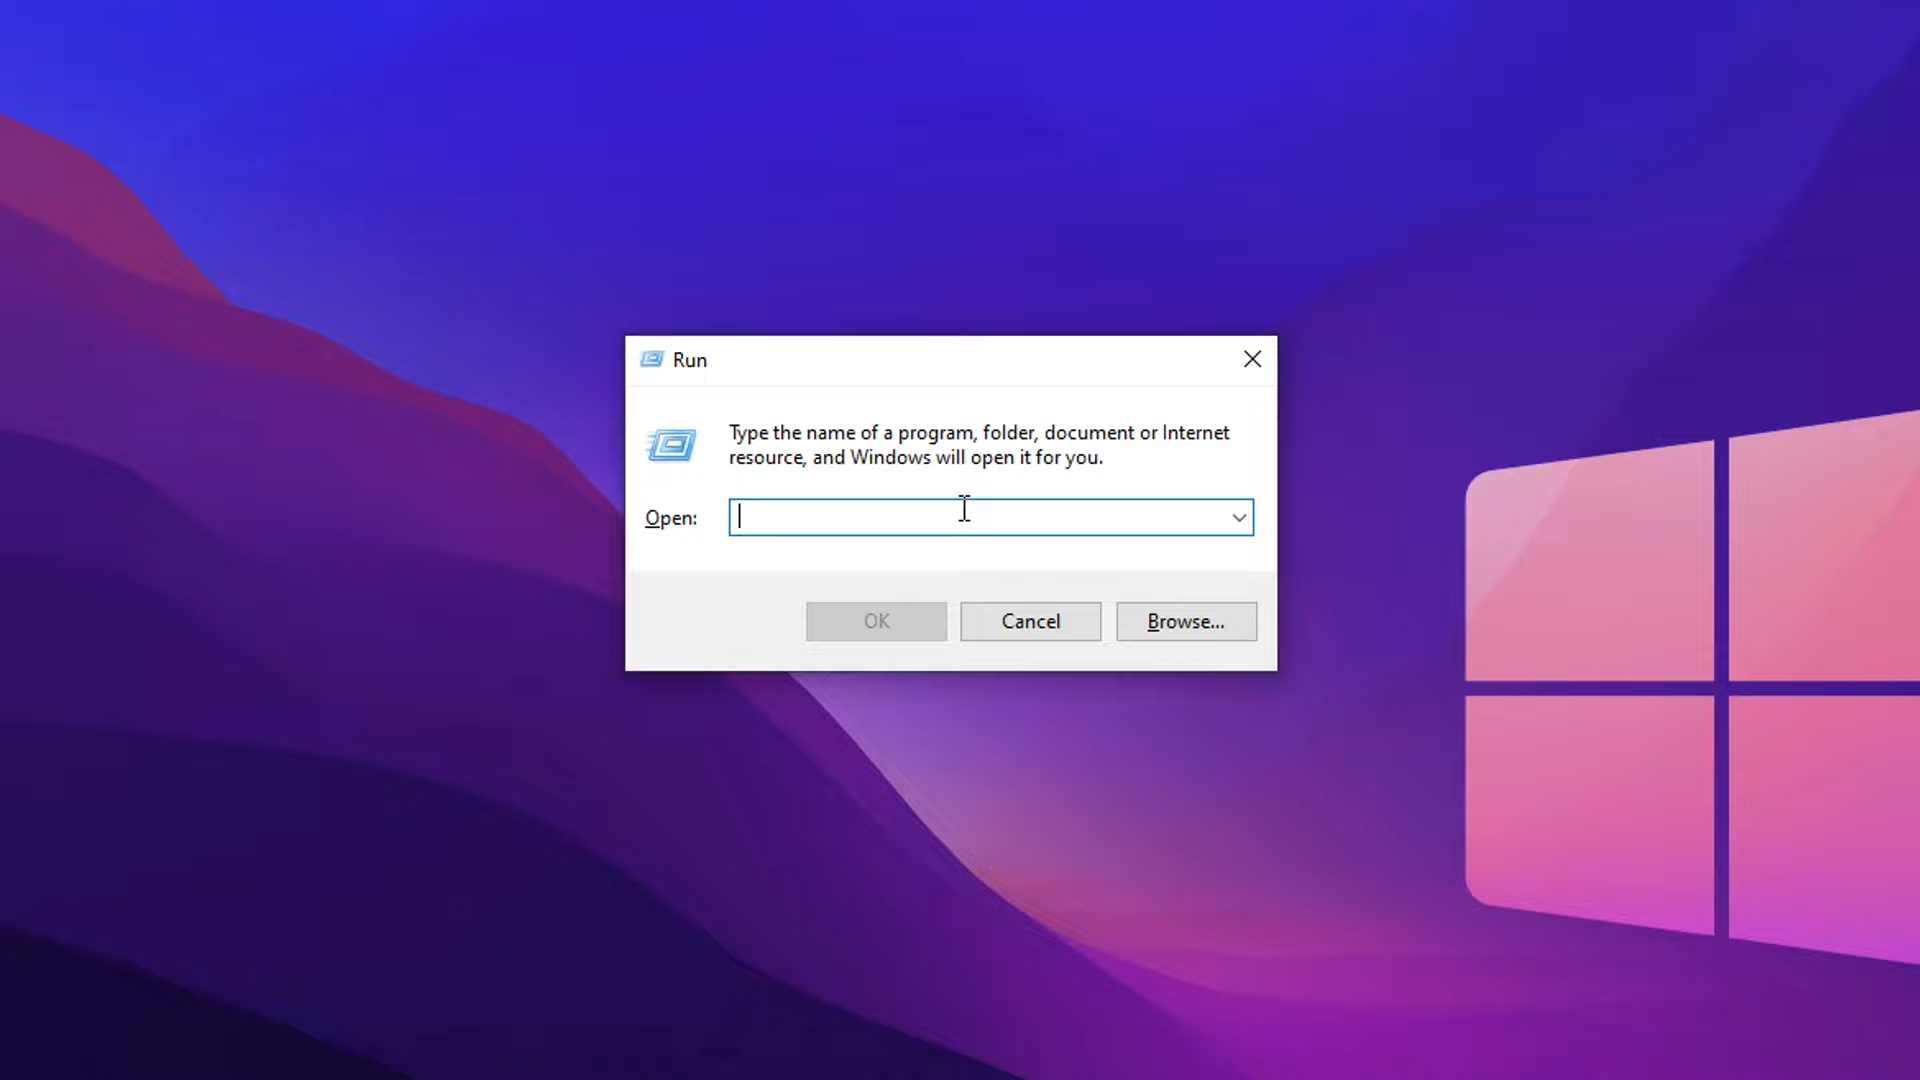 Run
Type the name of a program, folder, document or Internet
resource, and Windows will open it for you.
Open:
OK
Cancel
Browse...